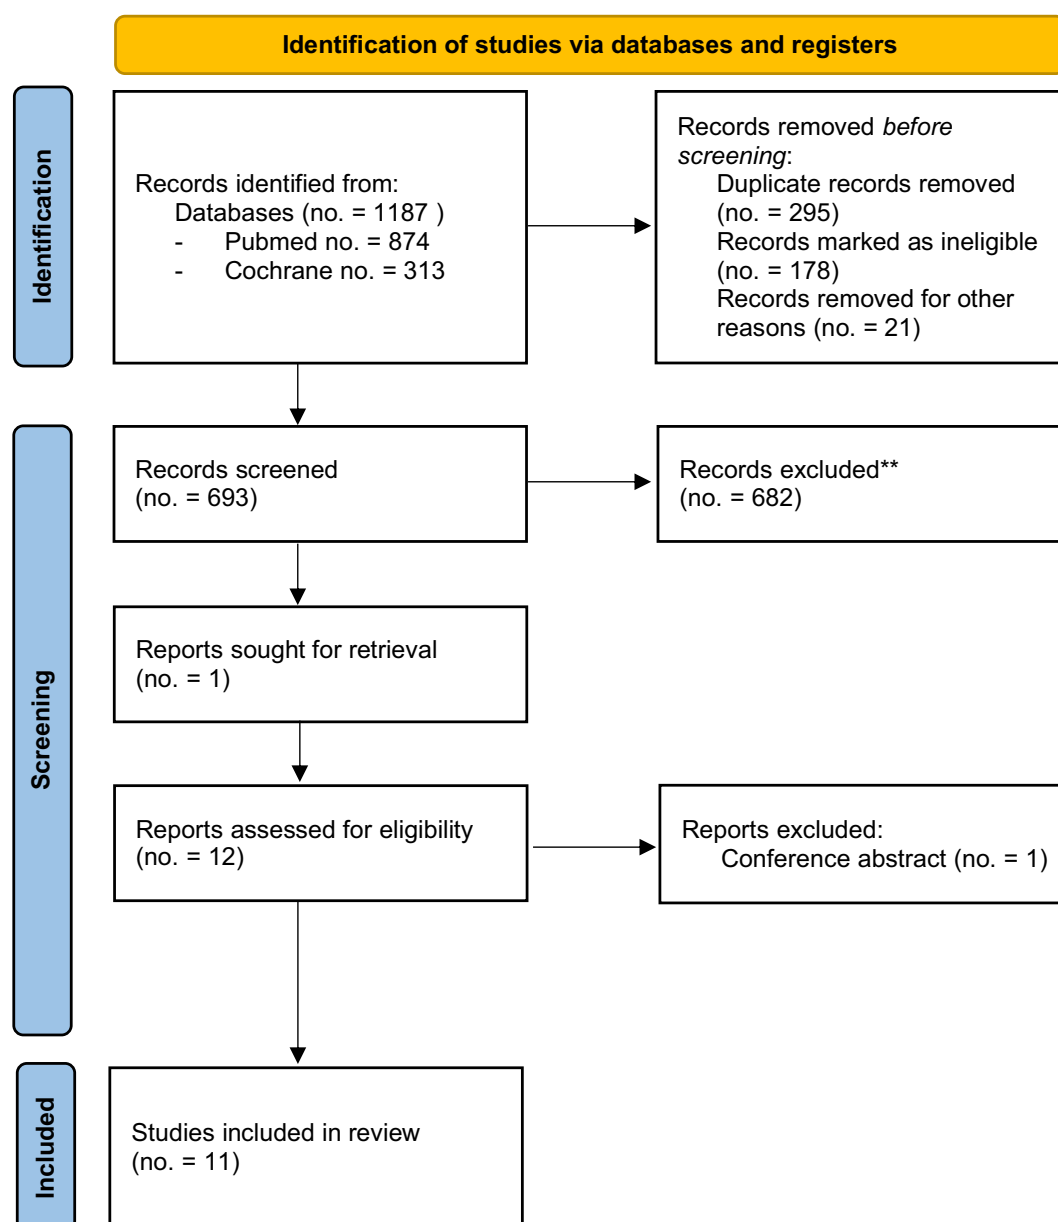 Identification of studies via databases and registers
Identification
Records identified from:
Databases (no. = 1187 )
- Pubmed no. = 874
- Cochrane no. = 313
Records removed before
screening:
Duplicate records removed
(no. = 295)
Records marked as ineligible
(no. = 178)
Records removed for other
reasons (no. = 21)
Screening
Records screened
(no. = 693)
Records excluded**
(no. = 682)
Reports sought for retrieval
(no. = 1)
Reports assessed for eligibility
(no. = 12)
Reports excluded:
Conference abstract (no. = 1)
Included
Studies included in review
(no. = 11)